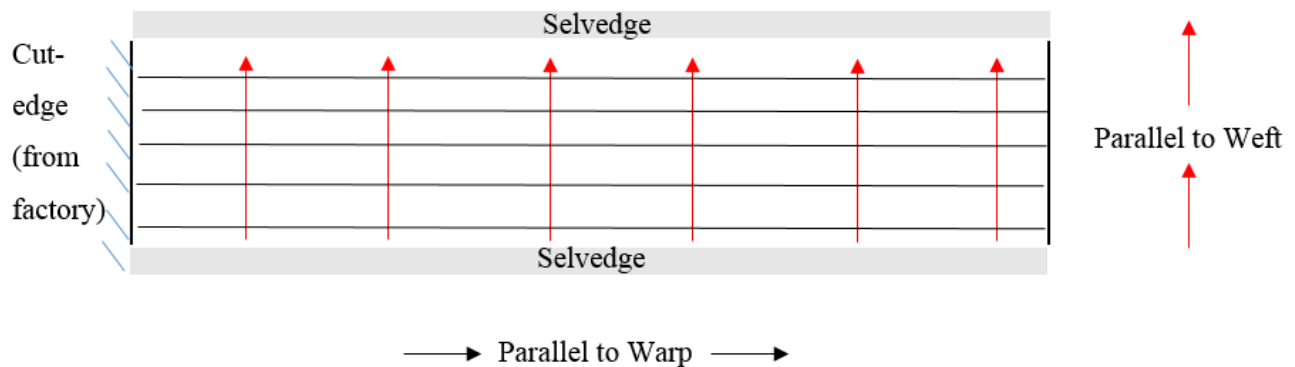 Selvedge
Cut-
edge
(from
factory)
Parallel to Weft
Selvedge
Parallel to Warp